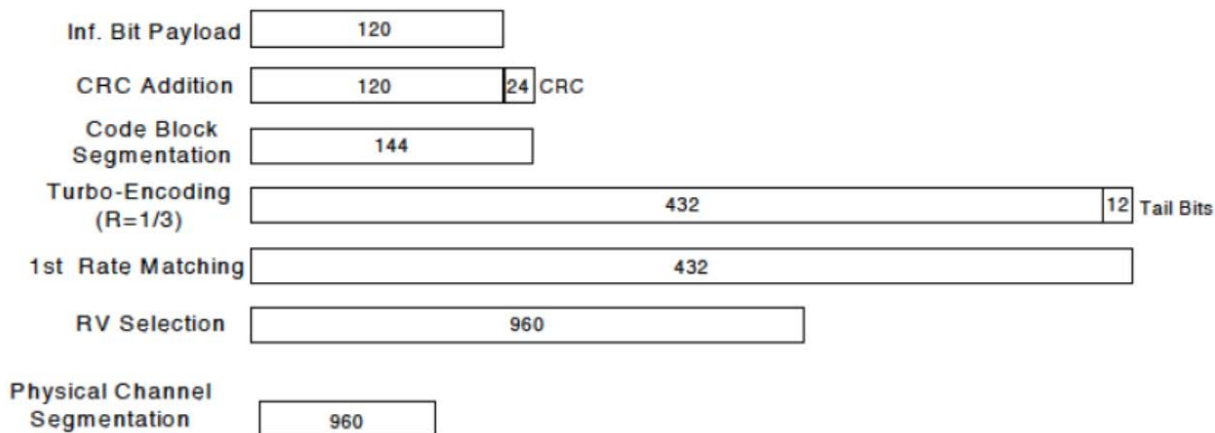 Inf. Bit Payload 120
CRC Addition 120 24 CRC
Code Block
Segmentation 144
Turbo-Encoding
(R=1/3) 432 12 Tail Bits
1st Rate Matching 432
RV Selection 960
Physical Channel
Segmentation 960